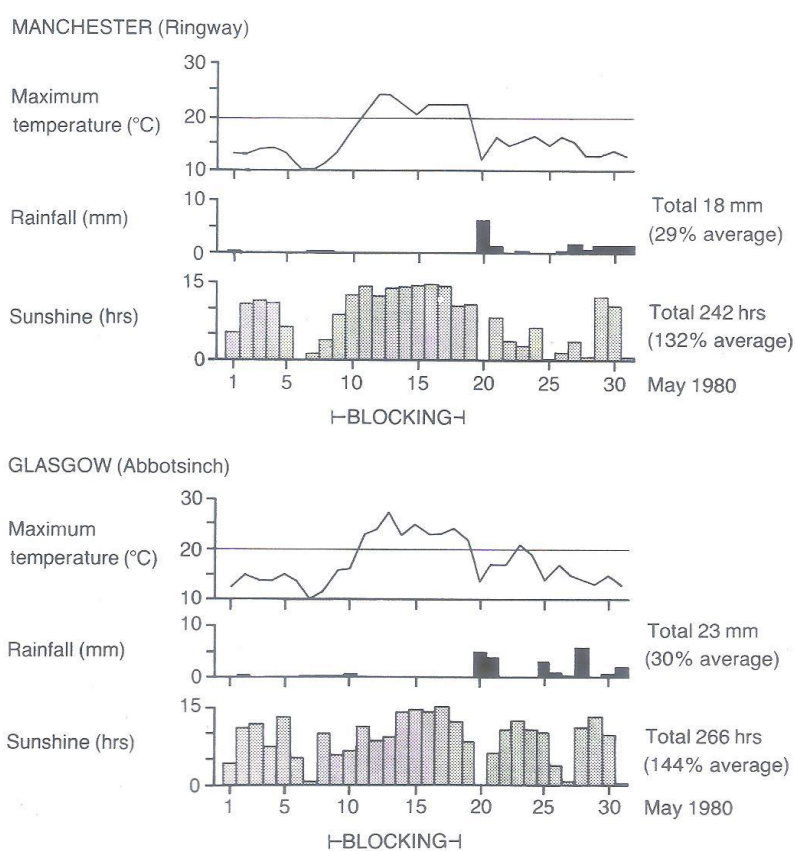 MANCHESTER (Ringway)
30
Maximum
temperature (°C)
20
10
10
Rainfall (mm)
Total 18 mm
(29% average)
0
15
Sunshine (hrs)
Total 242 hrs
(132% average)
0
1 5 10 15 20 25 30 May 1980
BLOCKING
GLASGOW (Abbotsinch)
30
Maximum
temperature (°C)
20
10
10
Rainfall (mm)
Total 23 mm
(30% average)
0
15
Sunshine (hrs)
Total 266 hrs
(144% average)
0
1 5 10 15 20 25 30 May 1980
BLOCKING